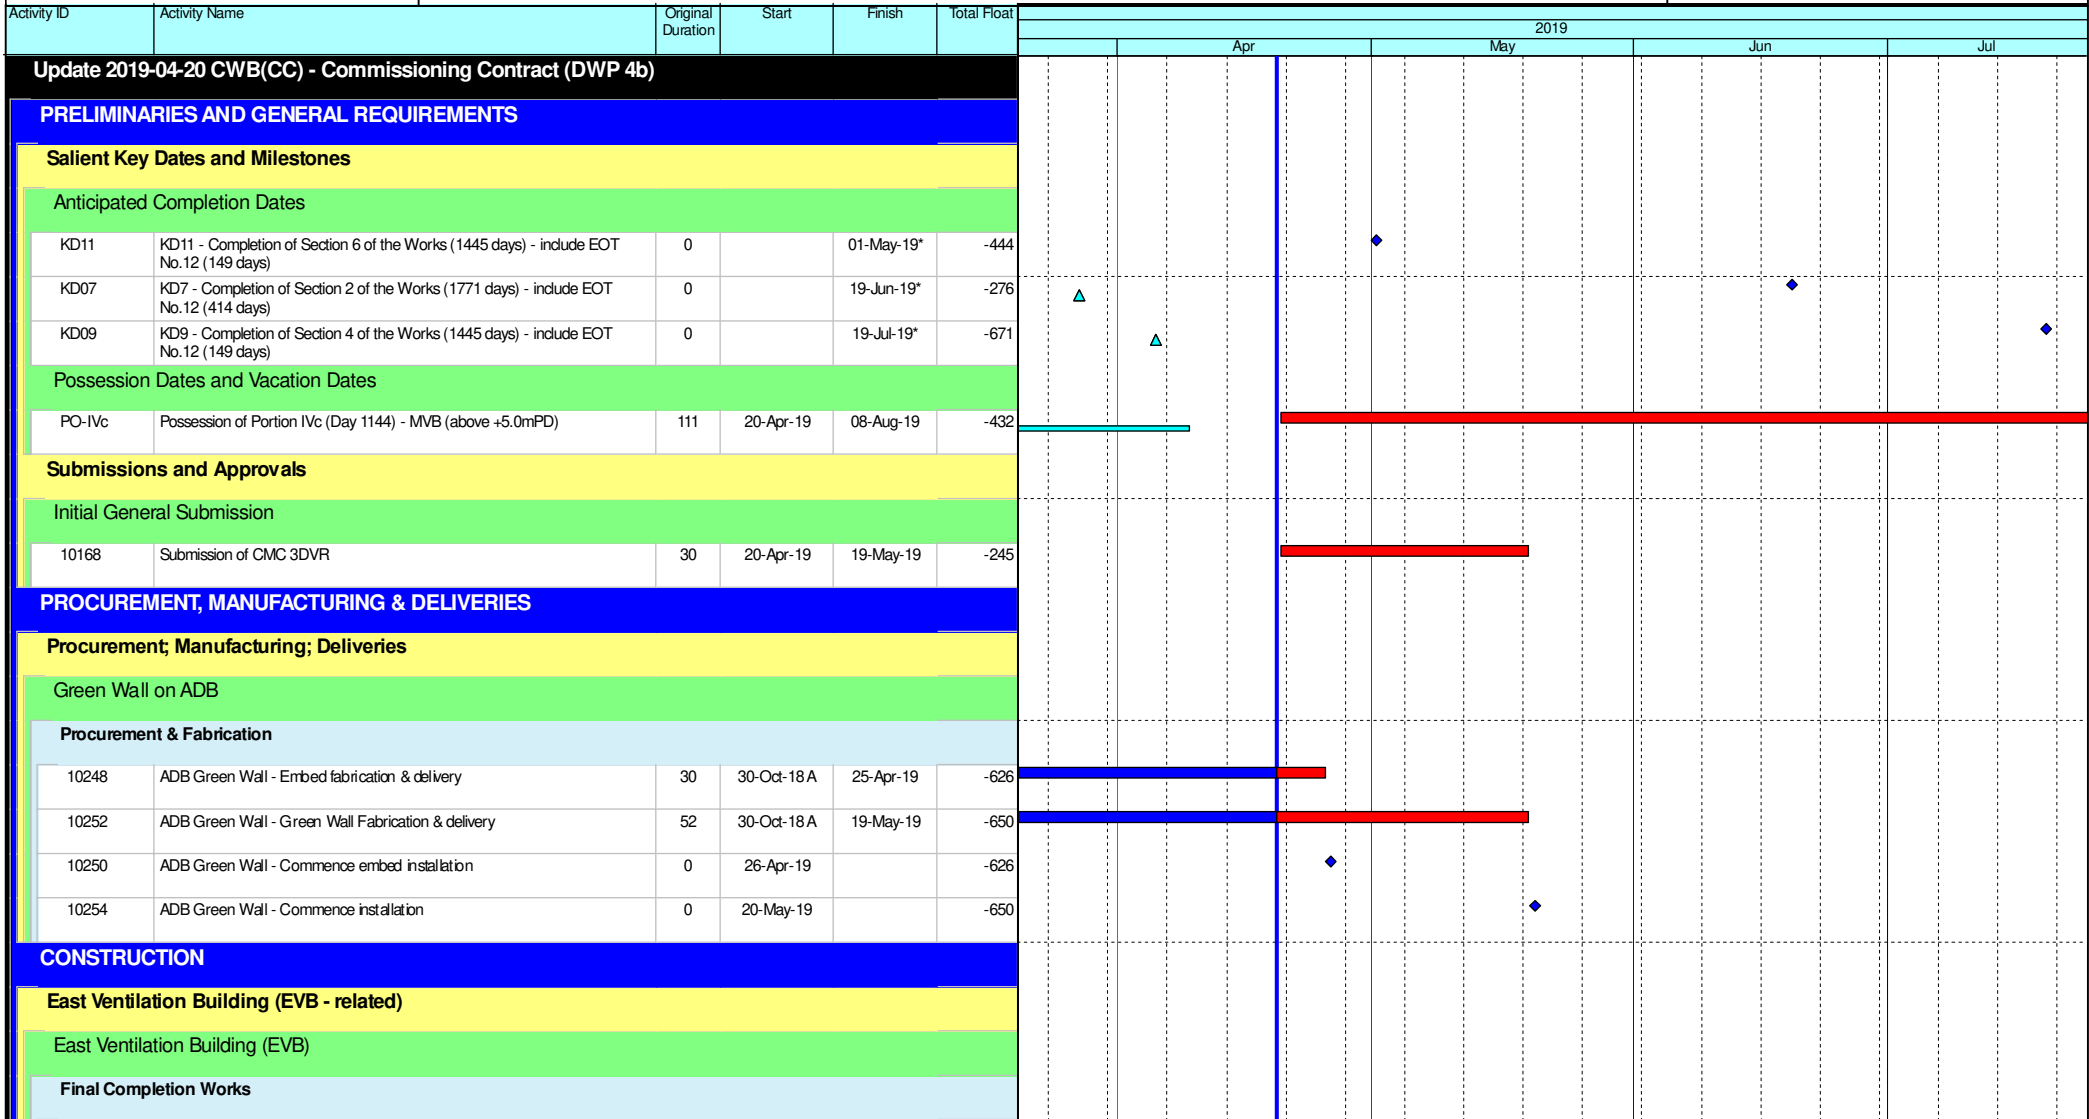 Activity ID Activity Name Original Duration Start Finish Total Float
2019
Apr May Jun Jul
Update 2019-04-20 CWB(CC) - Commissioning Contract (DWP 4b)
PRELIMINARIES AND GENERAL REQUIREMENTS
Salient Key Dates and Milestones
Anticipated Completion Dates
KD11 KD11 - Completion of Section 6 of the Works (1445 days) - include EOT 0 01-May-19* -444
No.12 (149 days)
KD07 KD7 - Completion of Section 2 of the Works (1771 days) - include EOT 0 19-Jun-19* -276
No.12 (414 days)
KD09 KD9 - Completion of Section 4 of the Works (1445 days) - include EOT 0 19-Jul-19* -671
No.12 (149 days)
Possession Dates and Vacation Dates
PO-IVc Possession of Portion IVc (Day 1144) - MVB (above +5.0mPD) 111 20-Apr-19 08-Aug-19 -432
Submissions and Approvals
Initial General Submission
10168 Submission of CMC 3DVR 30 20-Apr-19 19-May-19 -245
PROCUREMENT, MANUFACTURING & DELIVERIES
Procurement; Manufacturing; Deliveries
Green Wall on ADB
Procurement & Fabrication
10248 ADB Green Wall - Embed fabrication & delivery 30 30-Oct-18 A 25-Apr-19 -626
10252 ADB Green Wall - Green Wall Fabrication & delivery 52 30-Oct-18 A 19-May-19 -650
10250 ADB Green Wall - Commence embed installation 0 26-Apr-19 -626
10254 ADB Green Wall - Commence installation 0 20-May-19 -650
CONSTRUCTION
East Ventilation Building (EVB - related)
East Ventilation Building (EVB)
Final Completion Works